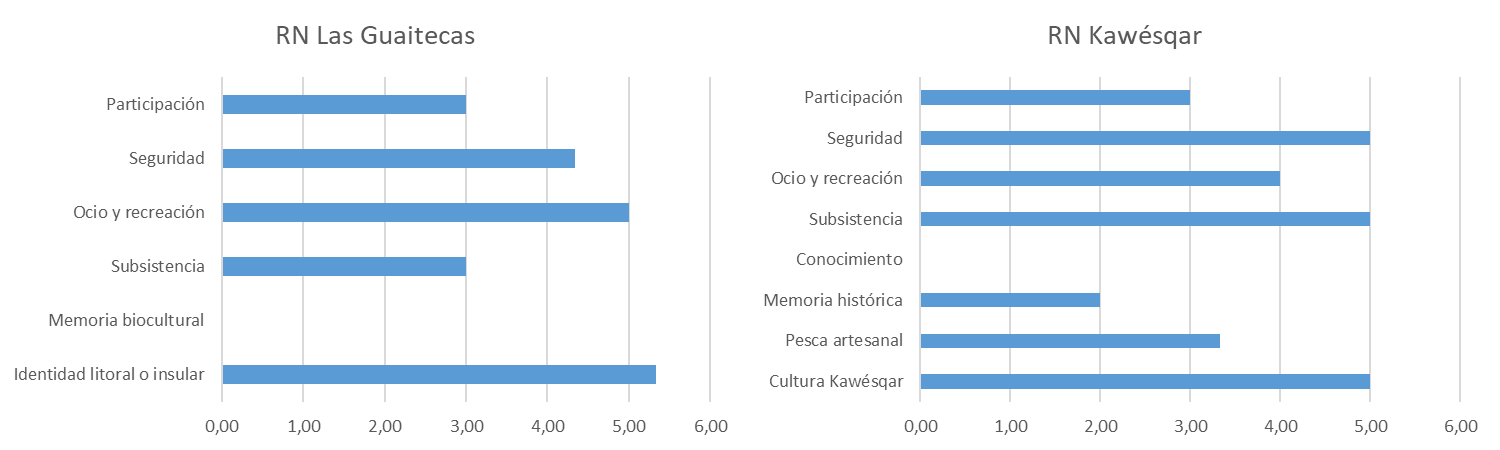 RN Las Guaitecas
Participación
Seguridad
Ocio y recreación
Subsistencia
Memoria biocultural
Identidad litoral o insular
0,00 1,00 2,00 3,00 4,00 5,00 6,00
RN Kawésqar
Participación
Seguridad
Ocio y recreación
Subsistencia
Conocimiento
Memoria histórica
Pesca artesanal
Cultura Kawésqar
0,00 1,00 2,00 3,00 4,00 5,00 6,00